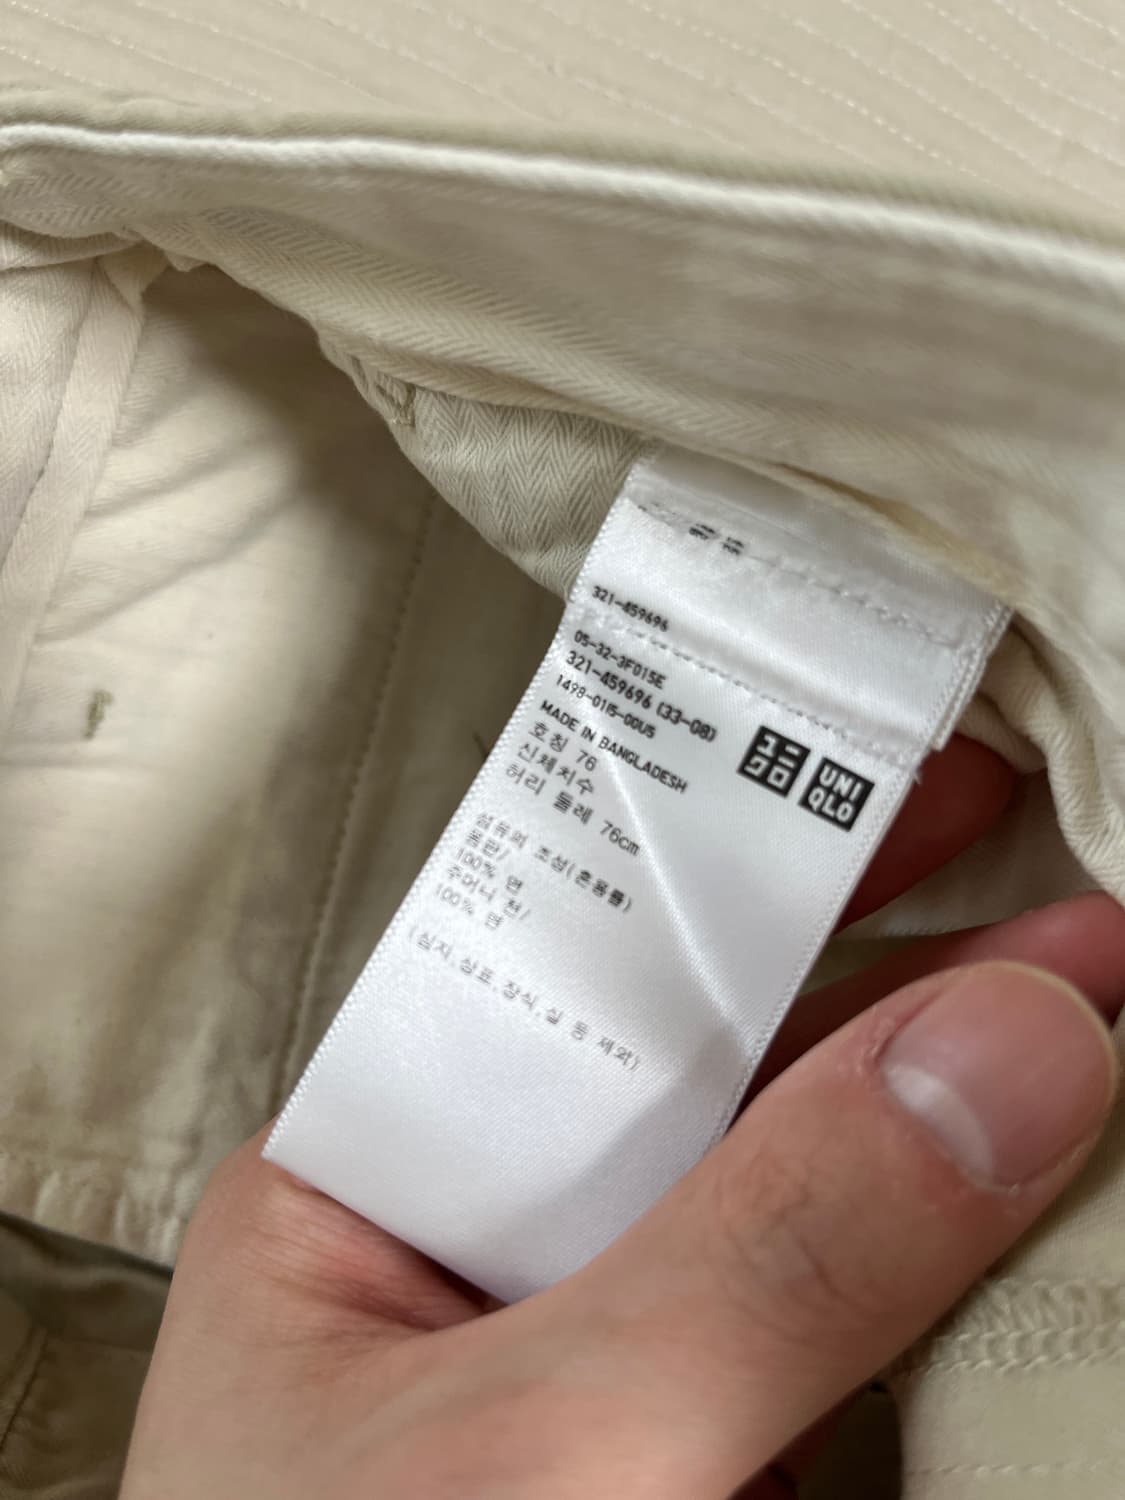 321-459696
05-32-3F015E
321-459696 (33-08)
1498-015-00US
MADE IN BANGLADESH
호칭 76
신체치수
허리 둘레 76cm
ユニクロ
UNIQLO
섬유의 조성(혼용률)
몸판/
100% 면
주머니 천/
100% 면
(심지,상표,장식,실 등 제외)